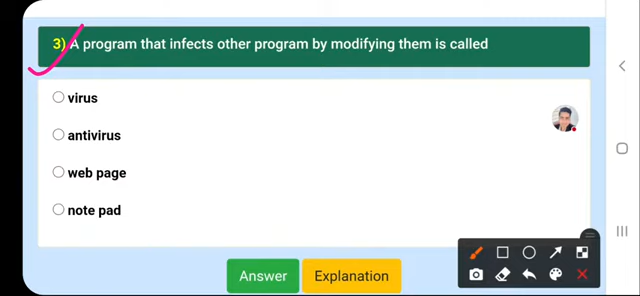 3) A program that infects other program by modifying them is called
virus
antivirus
web page
note pad
Answer Explanation